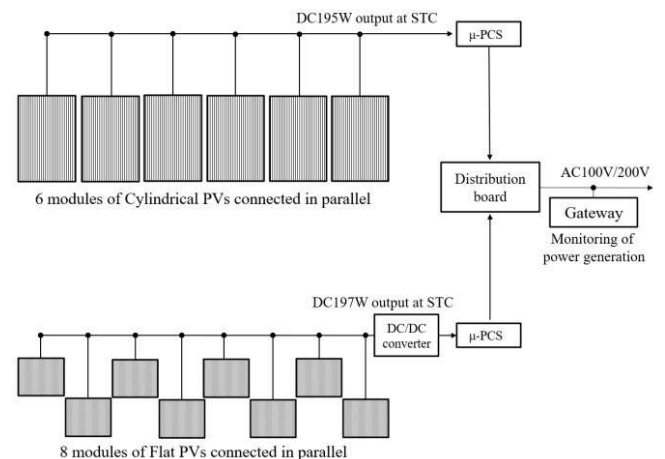 DC195W output at STC
μ-PCS
6 modules of Cylindrical PVs connected in parallel
Distribution
board
AC100V/200V
Gateway
Monitoring of
power generation
DC197W output at STC
DC/DC
converter
μ-PCS
8 modules of Flat PVs connected in parallel